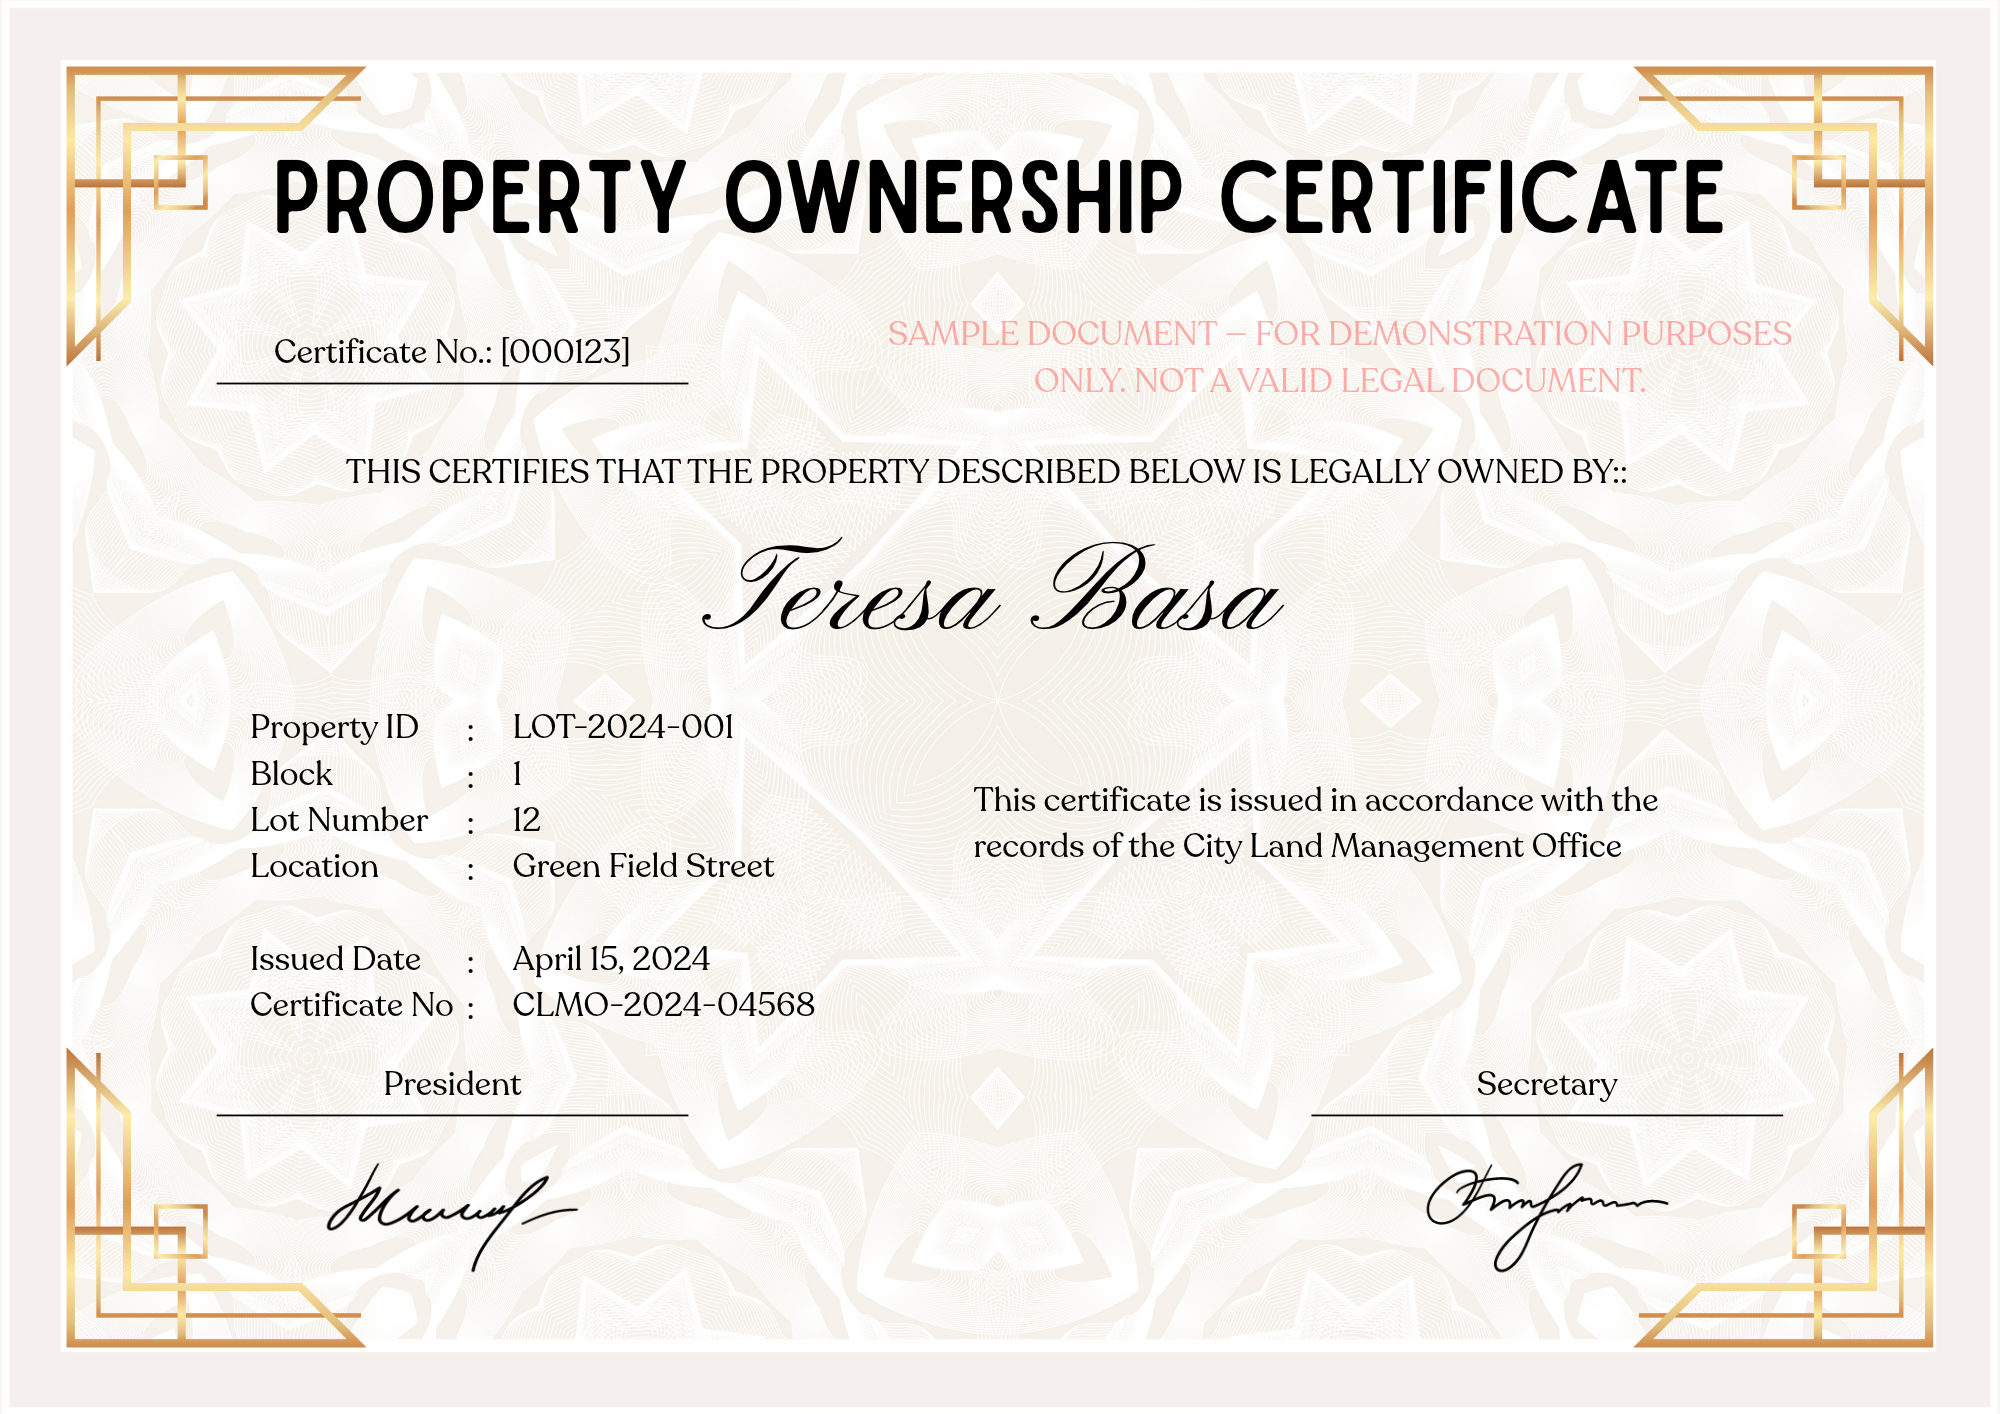 PROPERTY OWNERSHIP CERTIFICATE
Certificate No.: [000123]
SAMPLE DOCUMENT – FOR DEMONSTRATION PURPOSES
ONLY. NOT A VALID LEGAL DOCUMENT.
THIS CERTIFIES THAT THE PROPERTY DESCRIBED BELOW IS LEGALLY OWNED BY::
Teresa Basa
Property ID : LOT-2024-001
Block : 1
Lot Number : 12
Location : Green Field Street
This certificate is issued in accordance with the
records of the City Land Management Office
Issued Date : April 15, 2024
Certificate No : CLMO-2024-04568
President
Secretary